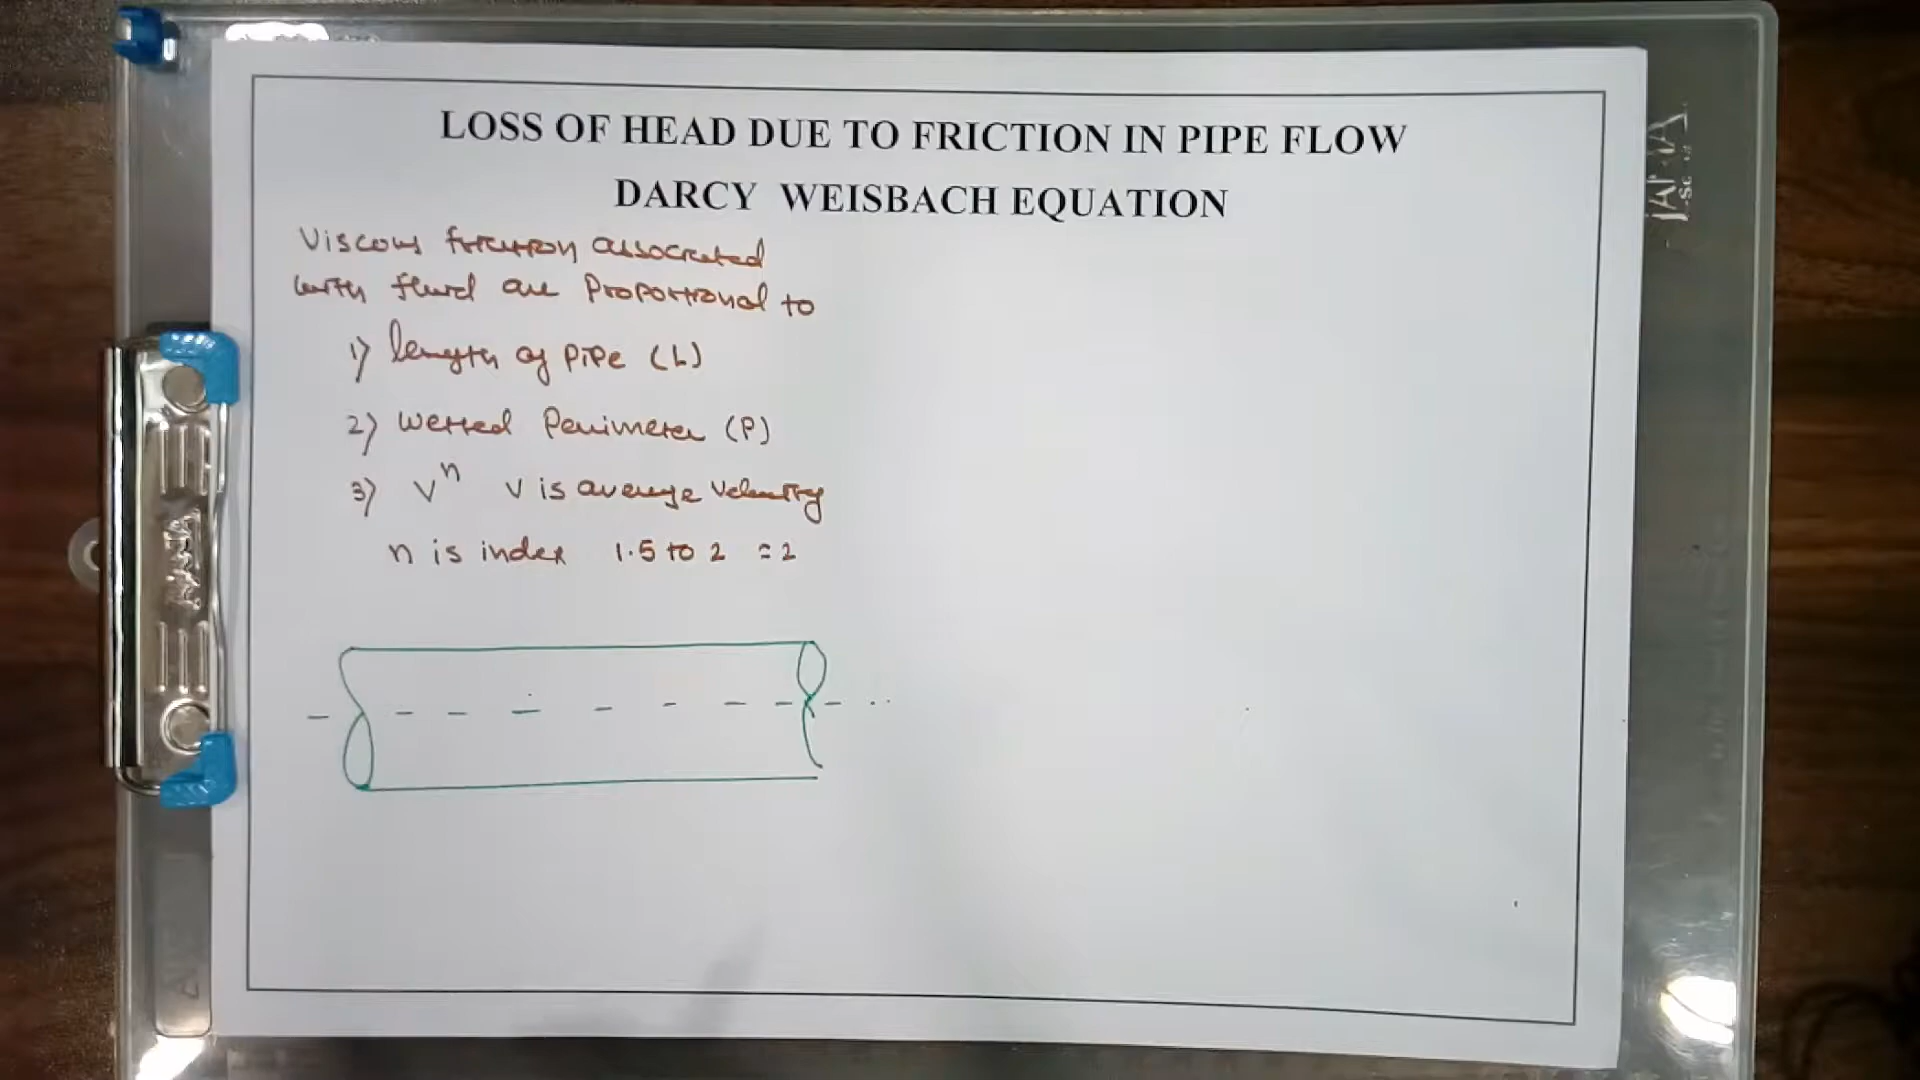 LOSS OF HEAD DUE TO FRICTION IN PIPE FLOW
DARCY WEISBACH EQUATION
Viscous friction associated
with fluid are Proportional to
1) length of PiPe (L)
2) Wetted Perimeter (P)
3) V^n V is average Velocity
n is index 1.5 to 2 = 2